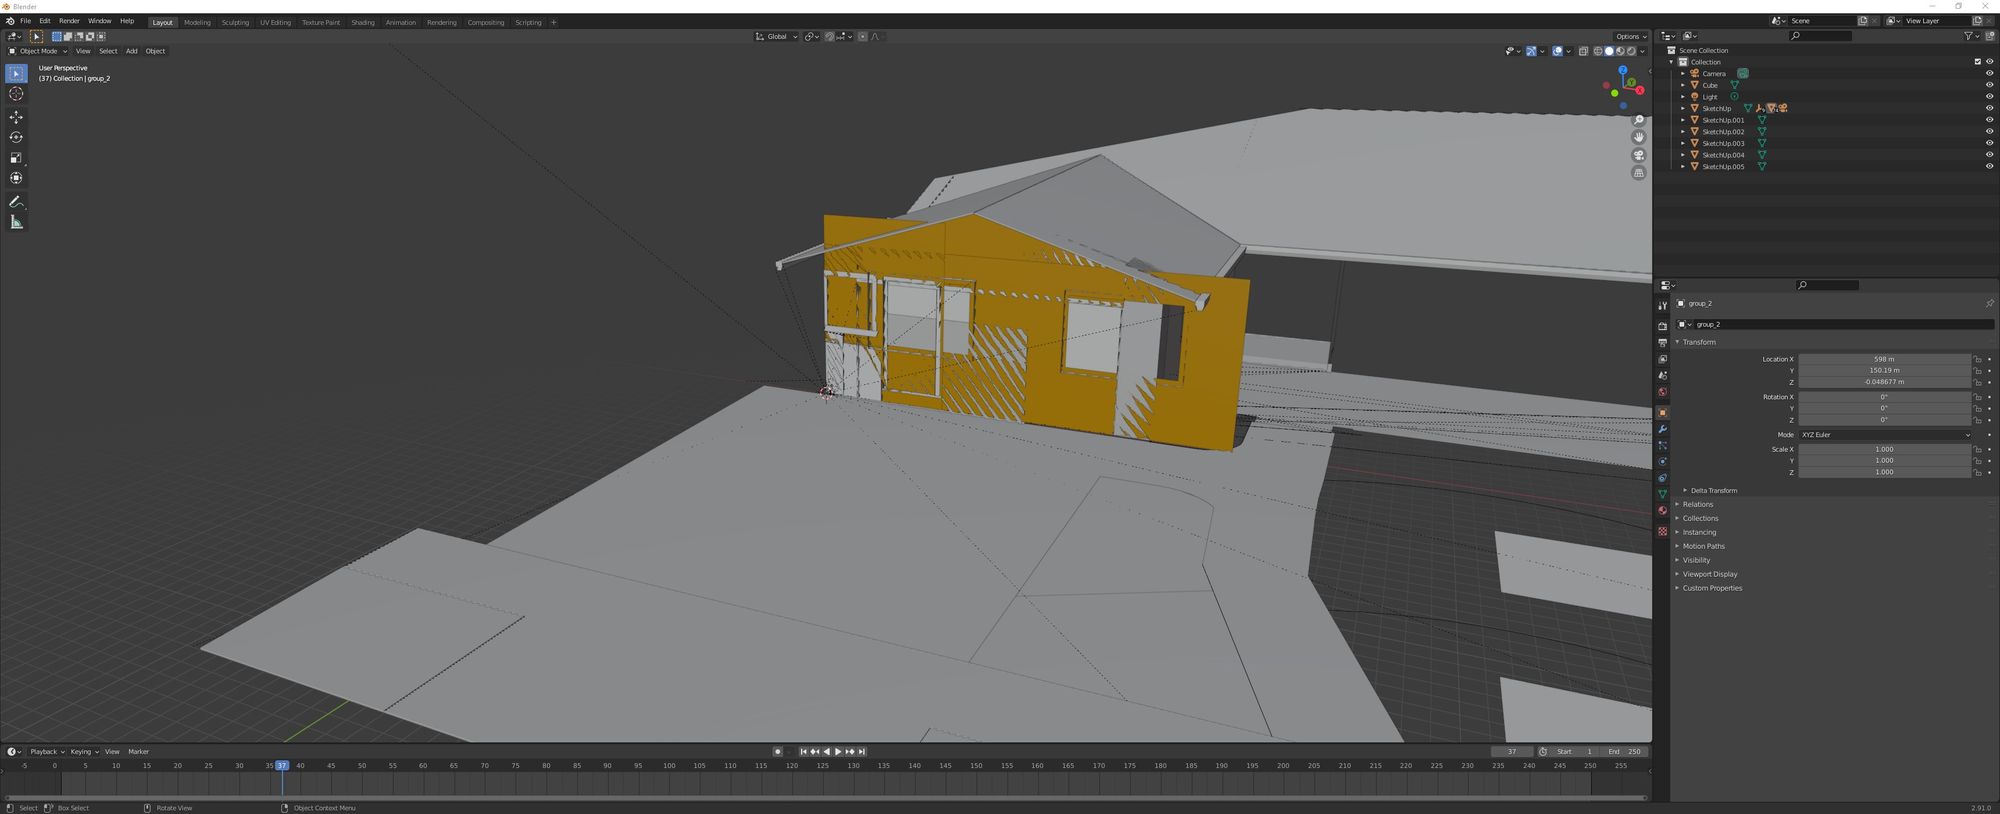 Blender
File Edit Render Window Help Layout Modeling Sculpting UV Editing Texture Paint Shading Animation Rendering Compositing Scripting + Scene View Layer
Global Options
Object Mode View Select Add Object
User Perspective
(37) Collection | group_2
Z
Y
X
Scene Collection
Collection
Camera
Cube
Light
SketchUp
SketchUp.001
SketchUp.002
SketchUp.003
SketchUp.004
SketchUp.005
group_2
group_2
Transform
Location X 598 m
Y 150.19 m
Z -0.048677 m
Rotation X 0°
Y 0°
Z 0°
Mode XYZ Euler
Scale X 1.000
Y 1.000
Z 1.000
Delta Transform
Relations
Collections
Instancing
Motion Paths
Visibility
Viewport Display
Custom Properties
Playback Keying View Marker 37 Start 1 End 250
-5 0 5 10 15 20 25 30 35 37 40 45 50 55 60 65 70 75 80 85 90 95 100 105 110 115 120 125 130 135 140 145 150 155 160 165 170 175 180 185 190 195 200 205 210 215 220 225 230 235 240 245 250 255
Select Box Select Rotate View Object Context Menu 2.91.0